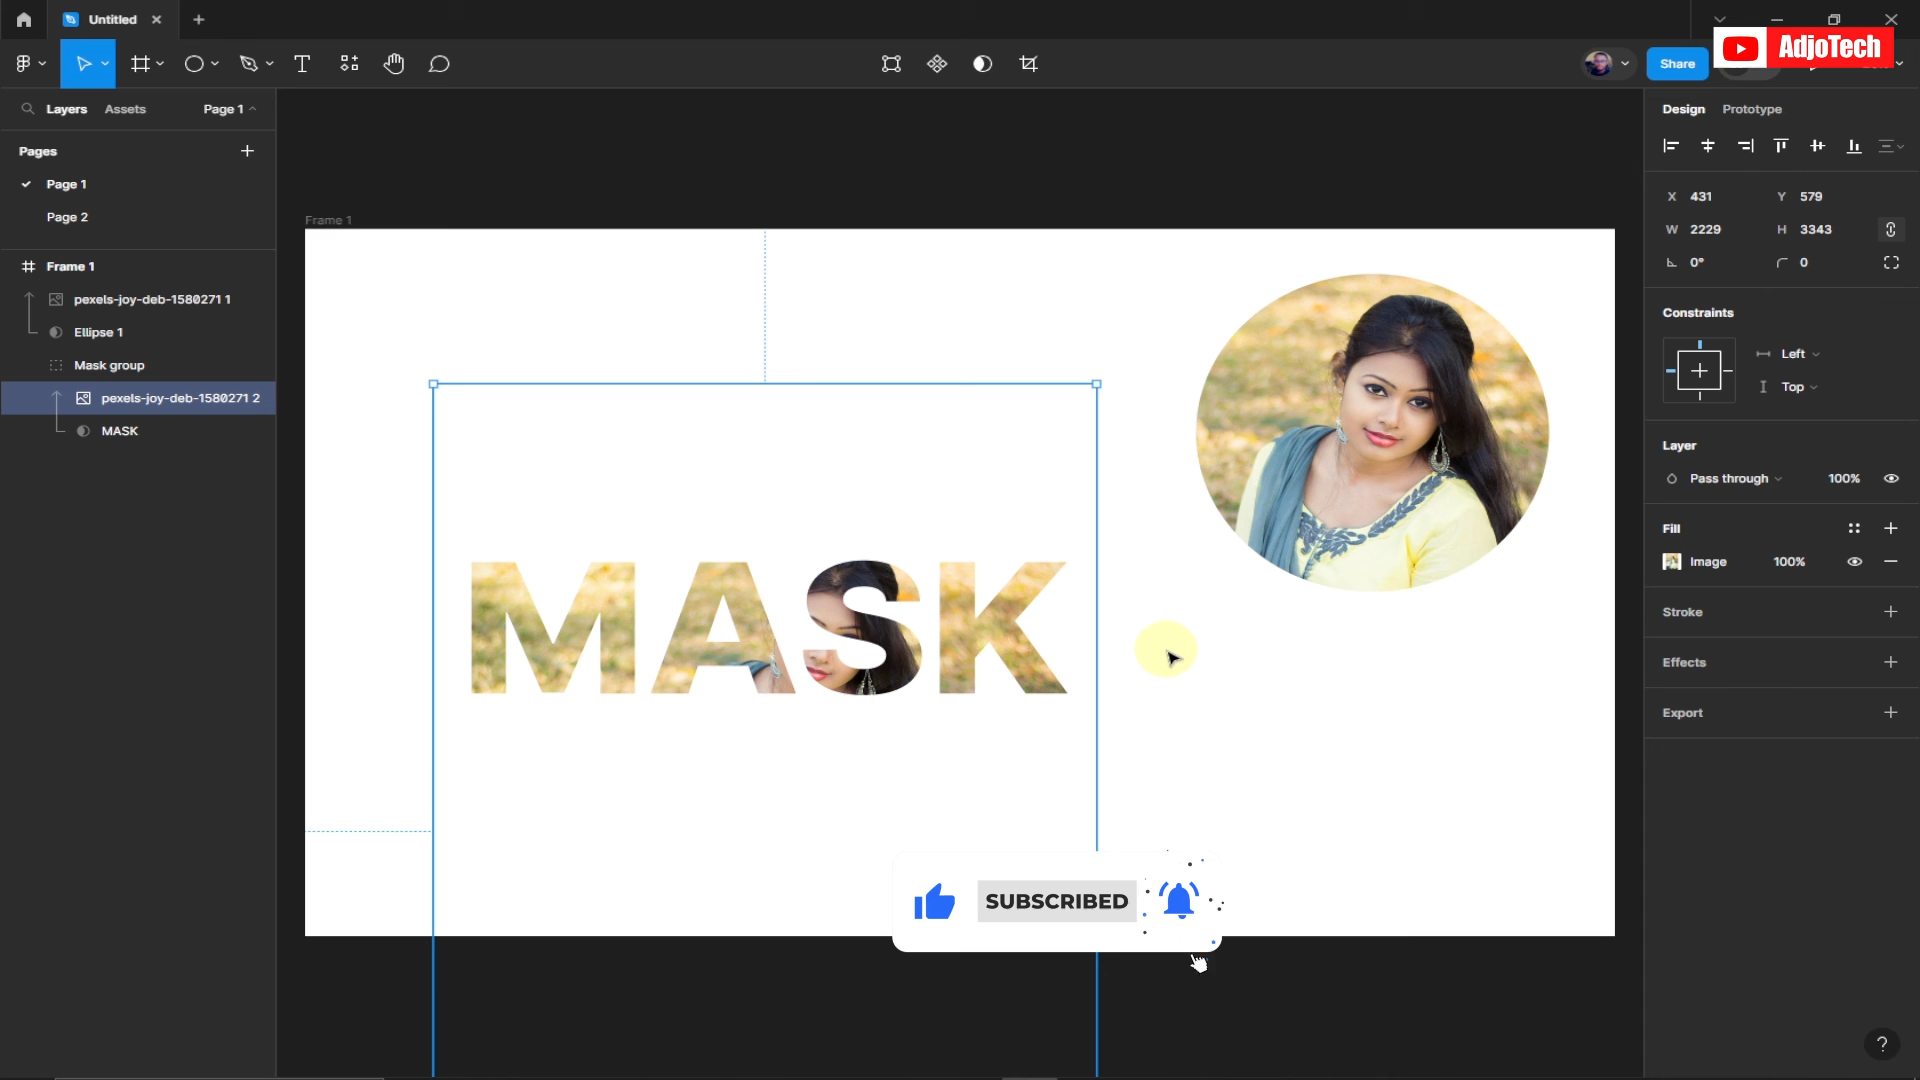 Untitled
AdjoTech
Share
Layers Assets Page 1
Pages
Page 1
Page 2
Frame 1
pexels-joy-deb-1580271 1
Ellipse 1
Mask group
pexels-joy-deb-1580271 2
MASK
Frame 1
MASK
SUBSCRIBED
Design Prototype
X 431 Y 579
W 2229 H 3343
0° 0
Constraints
Left
Top
Layer
Pass through 100%
Fill
Image 100%
Stroke
Effects
Export
?